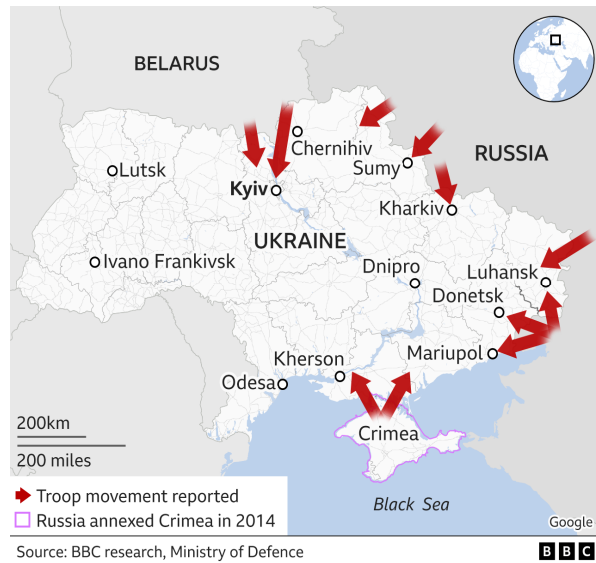 BELARUS
RUSSIA
Chernihiv
Sumy
Lutsk
Kyiv
Kharkiv
UKRAINE
Ivano Frankivsk
Dnipro
Luhansk
Donetsk
Mariupol
Kherson
Odesa
Crimea
200km
200 miles
Troop movement reported
Russia annexed Crimea in 2014
Black Sea
Google
Source: BBC research, Ministry of Defence
BBC